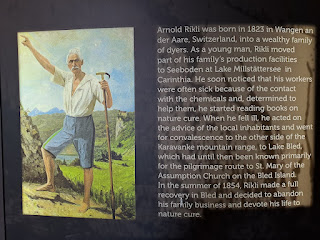 Arnold Rikli was born in 1823 in Wangen an
der Aare, Switzerland, into a wealthy family
of dyers. As a young man, Rikli moved
part of his family's production facilities
to Seeboden at Lake Millstättersee in
Carinthia. He soon noticed that his workers
were often sick because of the contact
with the chemicals and, determined to
help them, he started reading books on
nature cure. When he fell ill, he acted on
the advice of local inhabitants and went
for convalescence to the other side of the
Karavanke mountain range, to Lake Bled,
which had until then been known primarily
for the pilgrimage route to St. Mary of the
Assumption Church on the Bled Island.
In the summer of 1854, Rikli made a full
recovery in Bled and decided to abandon
his family business and devote his life to
nature cure.